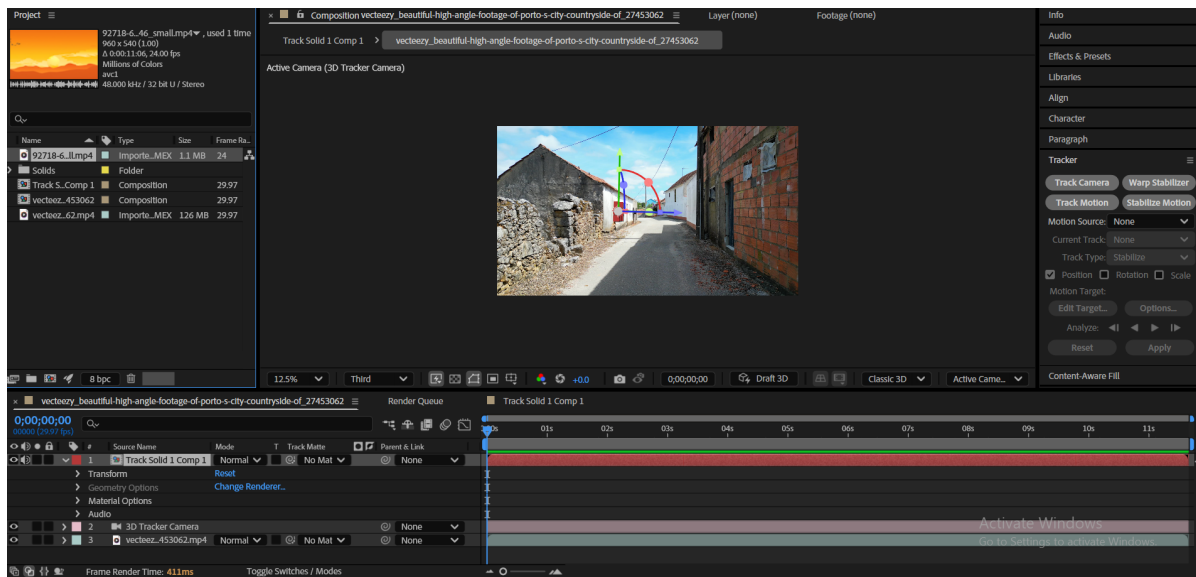 Project
92718-6...46_small.mp4 , used 1 time
960 x 540 (1.00)
Δ 0:00:11:06, 24.00 fps
Millions of Colors
avc1
48.000 kHz / 32 bit U / Stereo
Name Type Size Frame Ra...
92718-6...ll.mp4 Importe...MEX 1.1 MB 24
Solids Folder
Track S...Comp 1 Composition 29.97
vecteez...453062 Composition 29.97
vecteez...62.mp4 Importe...MEX 126 MB 29.97
8 bpc
× Composition vecteezy_beautiful-high-angle-footage-of-porto-s-city-countryside-of_27453062 Layer (none) Footage (none)
Track Solid 1 Comp 1 > vecteezy_beautiful-high-angle-footage-of-porto-s-city-countryside-of_27453062
Active Camera (3D Tracker Camera)
12.5% Third +0.0 0;00;00;00 Draft 3D Classic 3D Active Came...
Info
Audio
Effects & Presets
Libraries
Align
Character
Paragraph
Tracker
Track Camera Warp Stabilizer
Track Motion Stabilize Motion
Motion Source: None
Current Track: None
Track Type: Stabilize
Position Rotation Scale
Motion Target:
Edit Target... Options...
Analyze:
Reset Apply
Content-Aware Fill
× vecteezy_beautiful-high-angle-footage-of-porto-s-city-countryside-of_27453062 Render Queue Track Solid 1 Comp 1
0;00;00;00
00000 (29.97 fps)
01s 02s 03s 04s 05s 06s 07s 08s 09s 10s 11s
# Source Name Mode T Track Matte Parent & Link
1 Track Solid 1 Comp 1 Normal No Mat None
Transform Reset
Geometry Options Change Renderer...
Material Options
Audio
2 3D Tracker Camera None
3 vecteez...453062.mp4 Normal No Mat None
Activate Windows
Go to Settings to activate Windows.
Frame Render Time: 411ms Toggle Switches / Modes